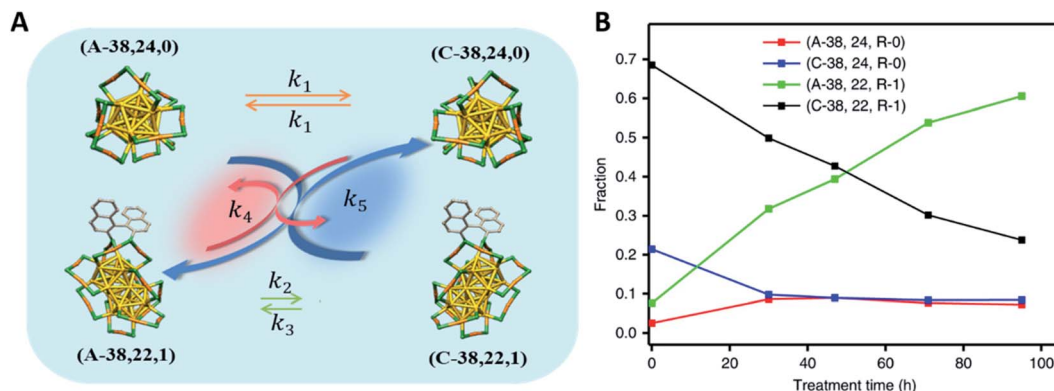 A
(A-38,24,0)
(C-38,24,0)
k₁
k₁
k₄
k₅
k₂
k₃
(A-38,22,1)
(C-38,22,1)
B
(A-38, 24, R-0)
(C-38, 24, R-0)
(A-38, 22, R-1)
(C-38, 22, R-1)
Fraction
0.7
0.6
0.5
0.4
0.3
0.2
0.1
0.0
0 20 40 60 80 100
Treatment time (h)